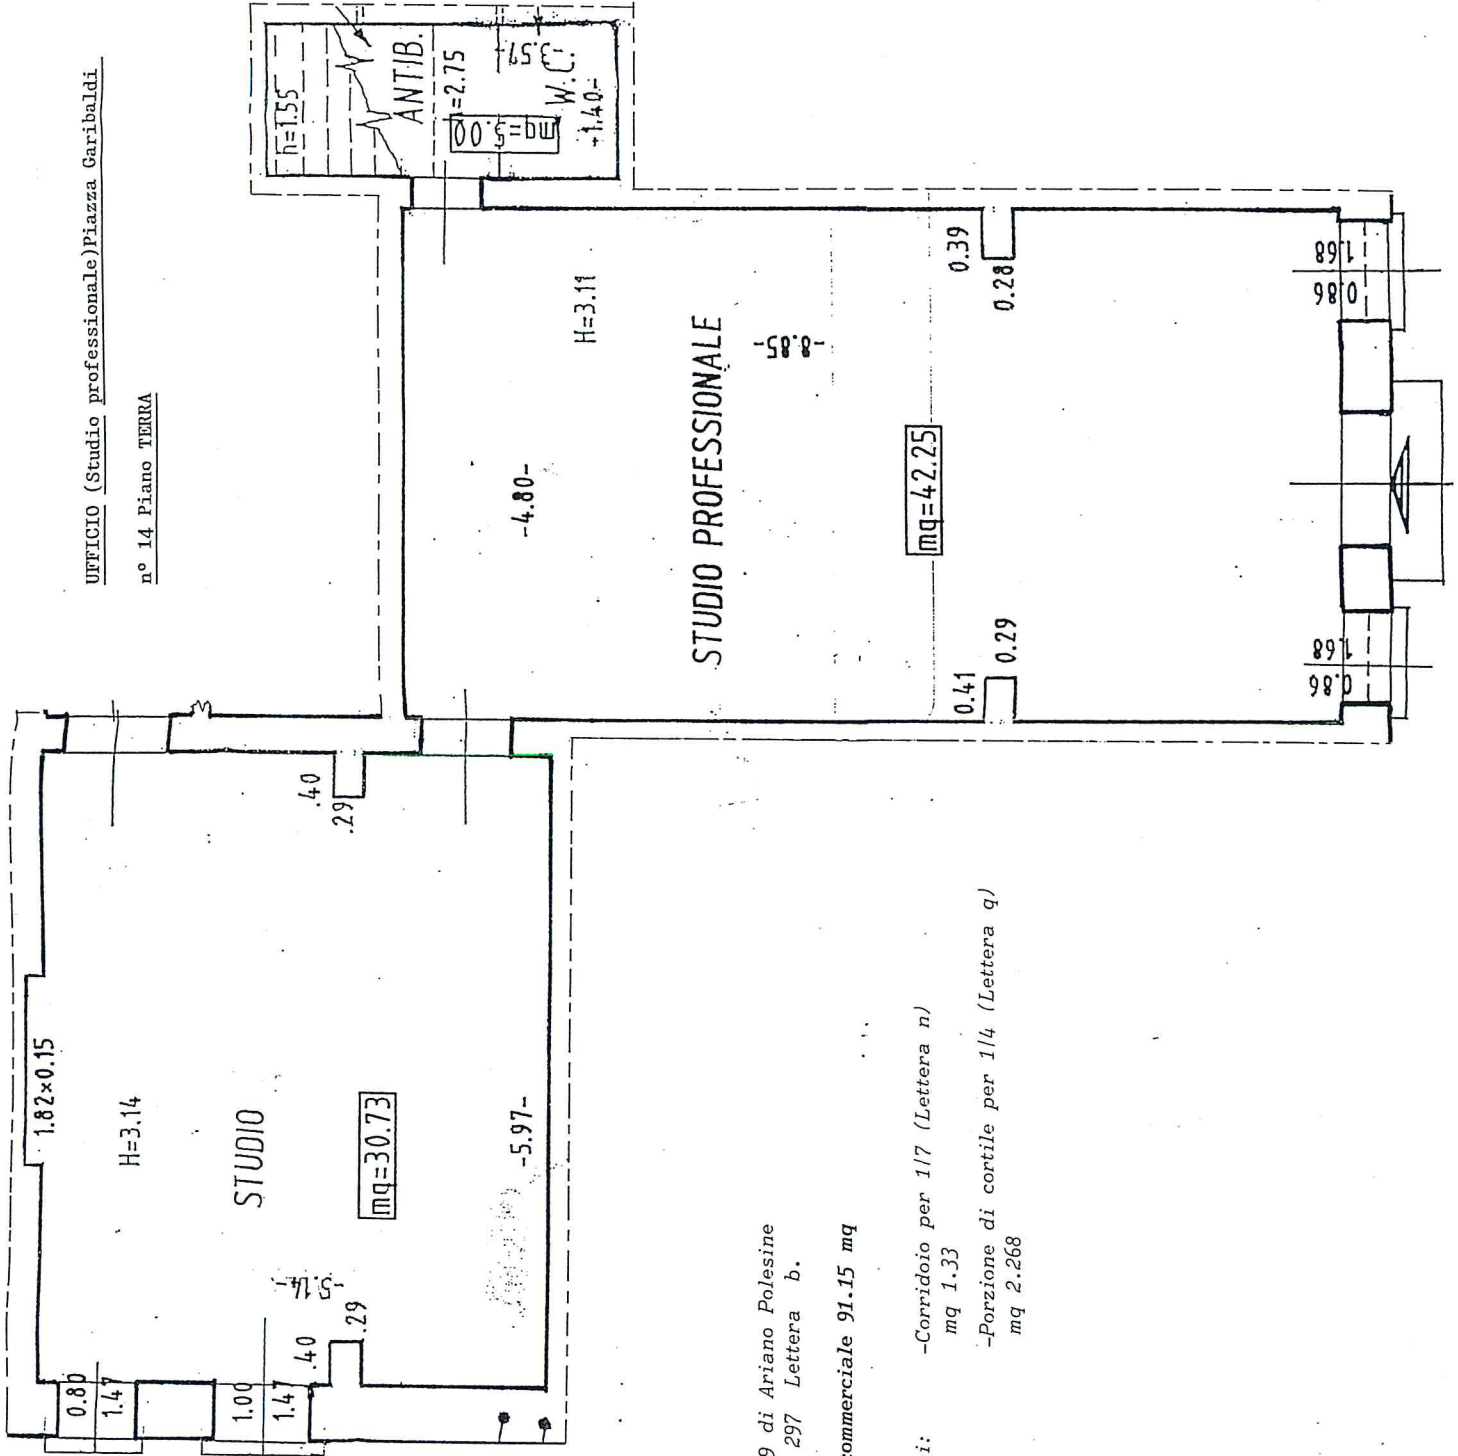 UFFICIO (Studio professionale)Piazza Garibaldi
nº 14 Piano TERRA
h=1.55
ANTIB.
=2.75
mq=5.00
-3.57-
W.C.
-1.40-
H=3.11
-4.80-
STUDIO PROFESSIONALE
-8.85-
mq=42.25
0.39
0.28
0.41
0.29
0.86
1.68
0.86
1.68
1.82x0.15
H=3.14
STUDIO
mq=30.73
-5.97-
-5.14-
.40
.29
.40
.29
0.80
1.47
1.00
1.47
9 di Ariano Polesine
297 Lettera b.
commerciale 91.15 mq
i: -Corridoio per 1/7 (Lettera n)
mq 1.33
-Porzione di cortile per 1/4 (Lettera q)
mq 2.268